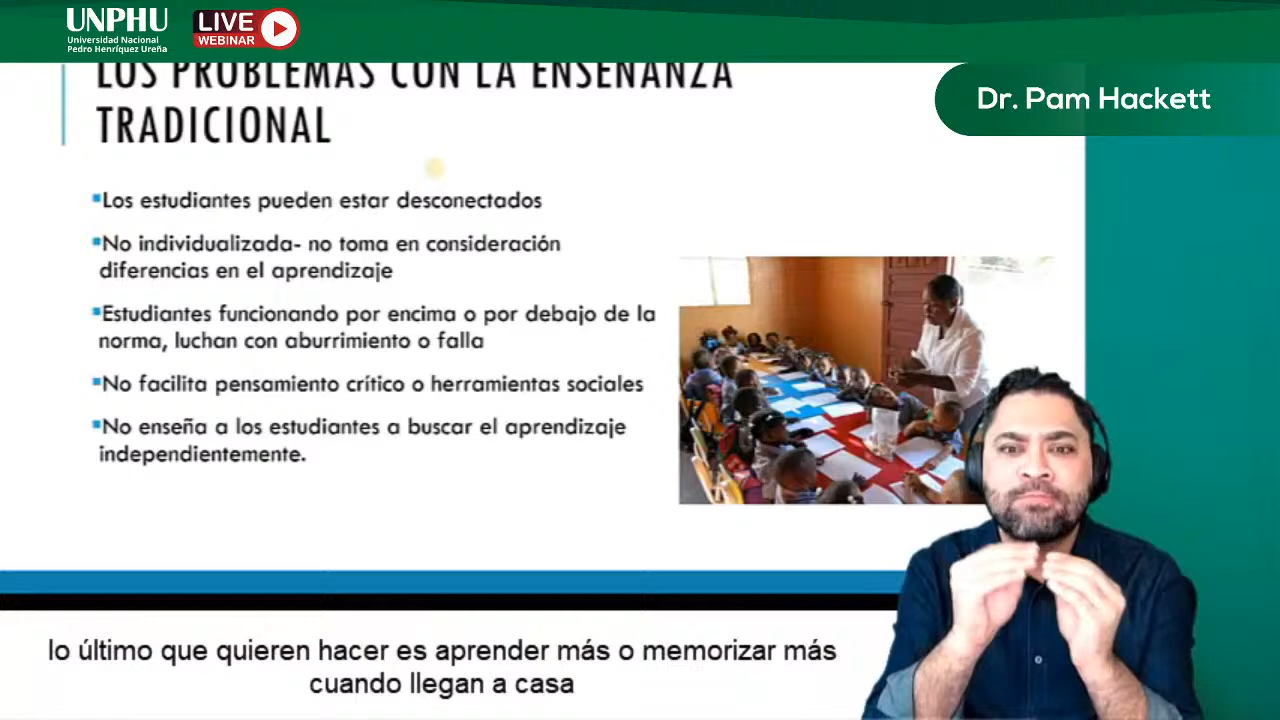 UNPHU
Universidad Nacional
Pedro Henríquez Ureña
LIVE
WEBINAR
LOS PROBLEMAS CON LA ENSEÑANZA
TRADICIONAL
Dr. Pam Hackett
Los estudiantes pueden estar desconectados
No individualizada- no toma en consideración
diferencias en el aprendizaje
Estudiantes funcionando por encima o por debajo de la
norma, luchan con aburrimiento o falla
No facilita pensamiento crítico o herramientas sociales
No enseña a los estudiantes a buscar el aprendizaje
independientemente.
lo último que quieren hacer es aprender más o memorizar más
cuando llegan a casa